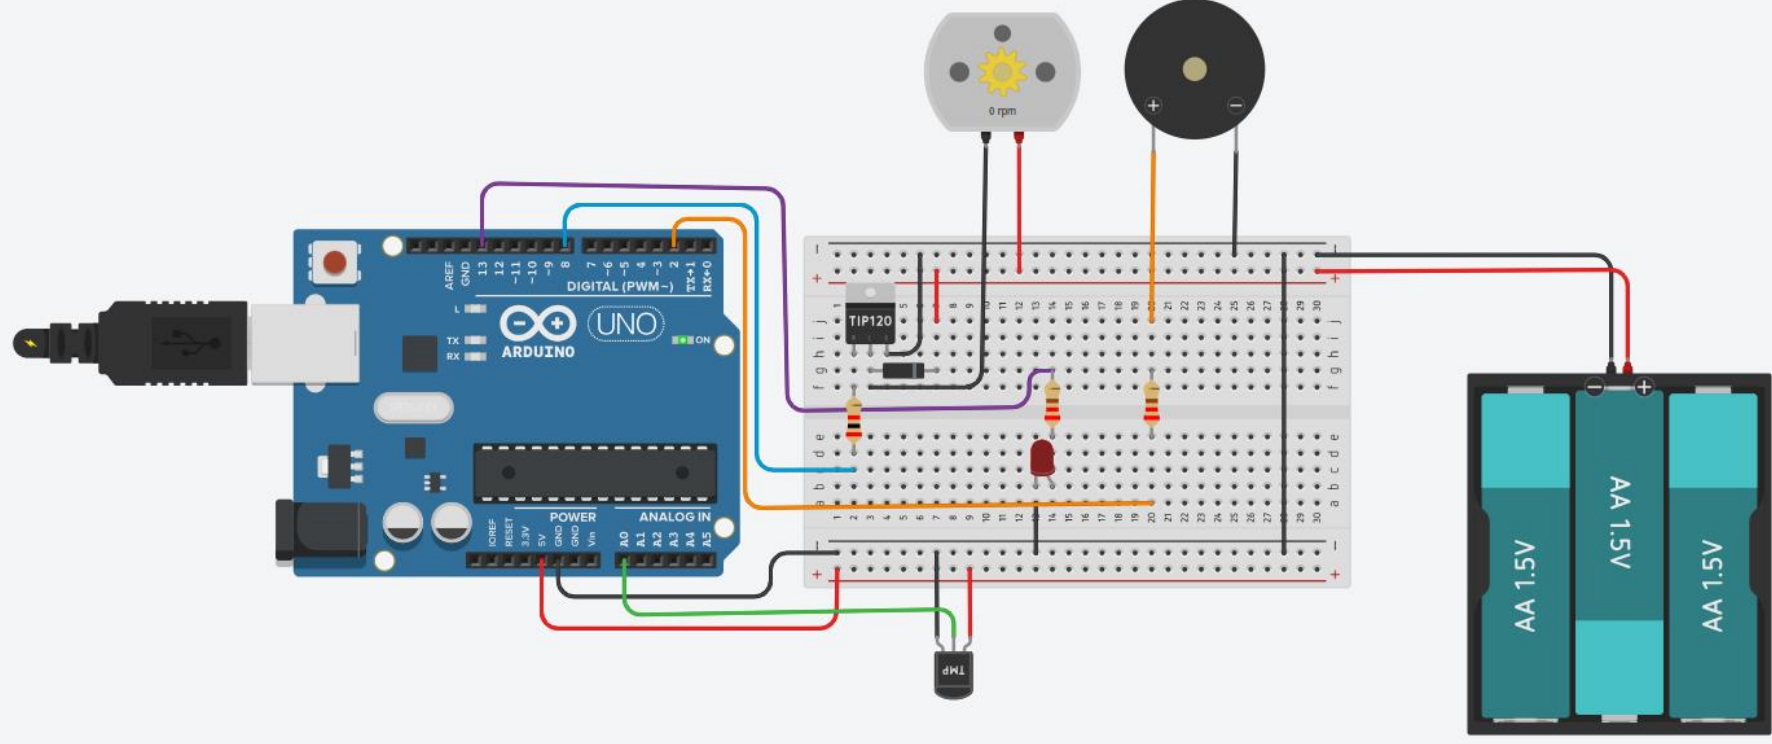 0 rpm
+
−
AREF
GND
13
12
~11
~10
~9
8
7
~6
~5
4
~3
2
TX→1
RX←0
DIGITAL (PWM~)
L
TX
RX
ARDUINO
UNO
ON
IOREF
RESET
3.3V
5V
GND
GND
Vin
POWER
ANALOG IN
A0
A1
A2
A3
A4
A5
TIP120
TMP
AA 1.5V
AA 1.5V
AA 1.5V